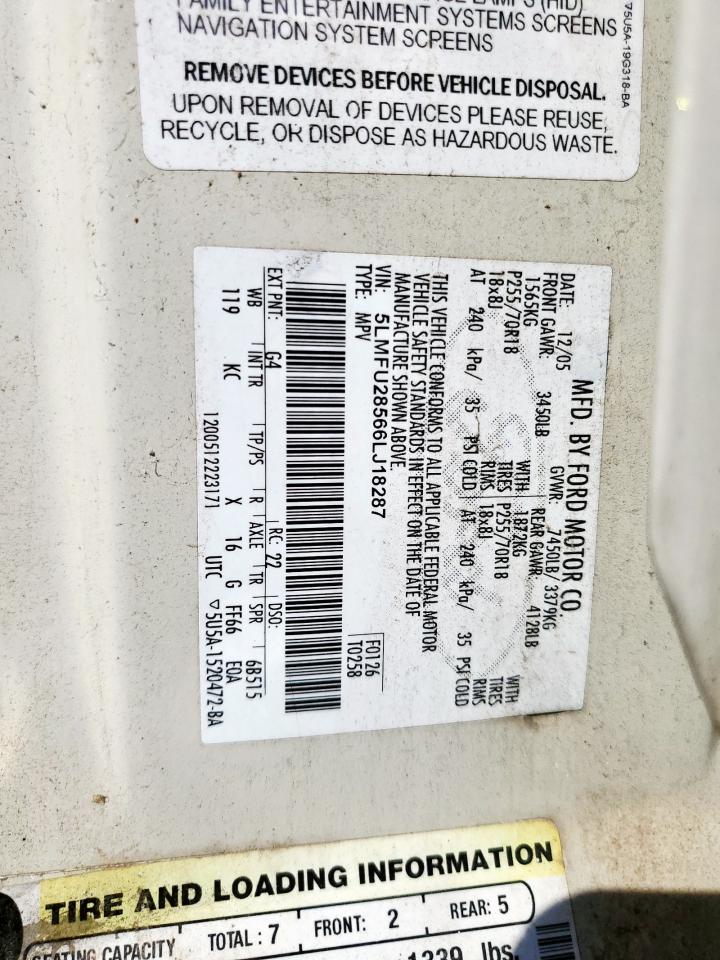 FAMILY ENTERTAINMENT SYSTEMS SCREENS
NAVIGATION SYSTEM SCREENS
REMOVE DEVICES BEFORE VEHICLE DISPOSAL.
UPON REMOVAL OF DEVICES PLEASE REUSE,
RECYCLE, OR DISPOSE AS HAZARDOUS WASTE.
75U5A-19G318-BA
MFD. BY FORD MOTOR CO.
DATE: 12/05 GVWR: 7450LB/ 3379KG
FRONT GAWR: 3450LB REAR GAWR: 4128LB
1565KG WITH 1872KG WITH
P255/70R18 TIRES P255/70R18 TIRES
18x8J RIMS 18x8J RIMS
AT 240 kPa/ 35 PSI COLD AT 240 kPa/ 35 PSI COLD
THIS VEHICLE CONFORMS TO ALL APPLICABLE FEDERAL MOTOR
VEHICLE SAFETY STANDARDS IN EFFECT ON THE DATE OF
MANUFACTURE SHOWN ABOVE.
VIN: 5LMFU28566LJ18287 F0126
TYPE: MPV T0258
EXT PNT: G4 RC: 22 DSO:
WB INT TR TP/PS R AXLE TR SPR 6B515
119 KC X 16 G FF66 EOA
1200512223171 UTC ▽5U5A-1520472-BA
TIRE AND LOADING INFORMATION
SEATING CAPACITY TOTAL: 7 FRONT: 2 REAR: 5
1239 lbs.